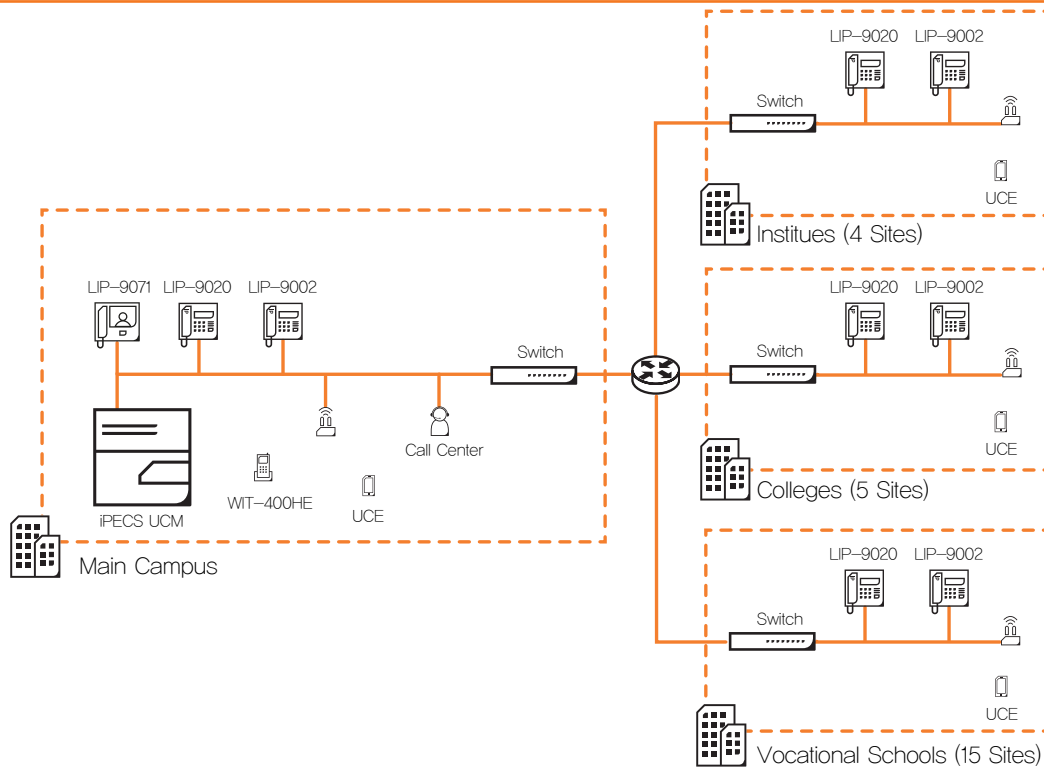 LIP-9020 LIP-9002
Switch
UCE
Institues (4 Sites)
LIP-9071 LIP-9020 LIP-9002
Switch
Call Center
WIT-400HE
UCE
iPECS UCM
Main Campus
LIP-9020 LIP-9002
Switch
UCE
Colleges (5 Sites)
LIP-9020 LIP-9002
Switch
UCE
Vocational Schools (15 Sites)